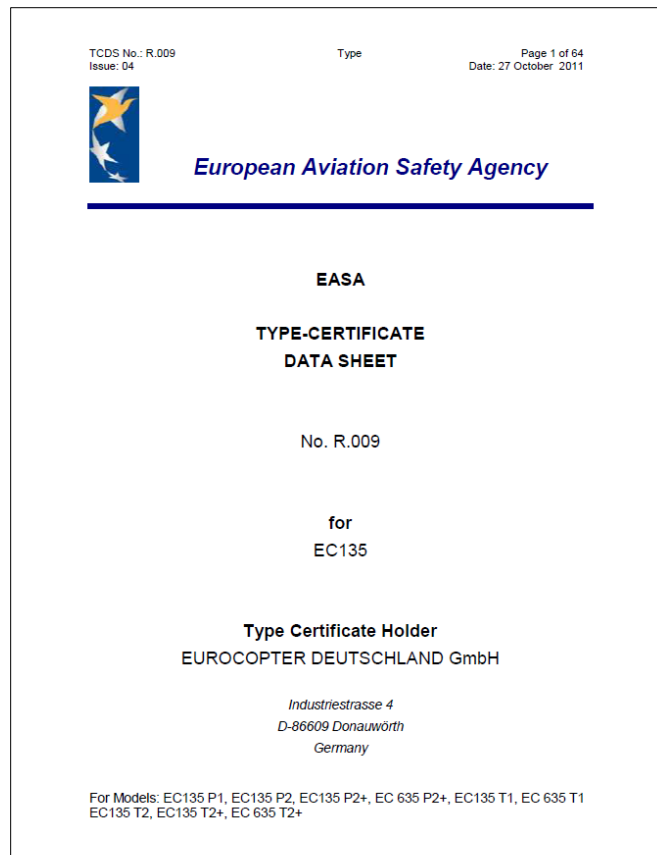 TCDS No.: R.009 Type Page 1 of 64
Issue: 04 Date: 27 October 2011
European Aviation Safety Agency
EASA
TYPE-CERTIFICATE
DATA SHEET
No. R.009
for
EC135
Type Certificate Holder
EUROCOPTER DEUTSCHLAND GmbH
Industriestrasse 4
D-86609 Donauwörth
Germany
For Models: EC135 P1, EC135 P2, EC135 P2+, EC 635 P2+, EC135 T1, EC 635 T1
EC135 T2, EC135 T2+, EC 635 T2+